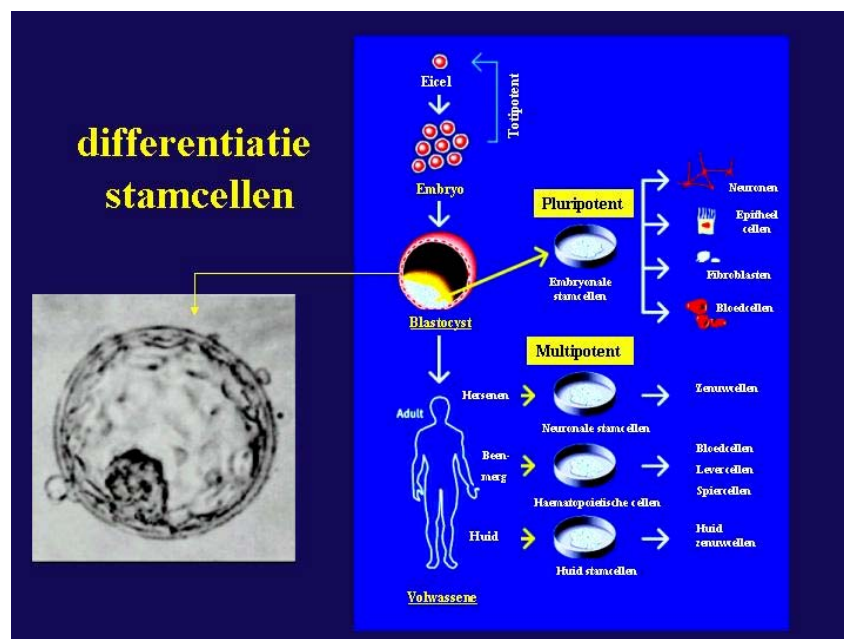 differentiatie
stamcellen
Eicel
Totipotent
Embryo
Blastocyst
Pluripotent
Embryonale
stamcellen
Neuronen
Epitheel
cellen
Fibroblasten
Bloedcellen
Multipotent
Adult
Hersenen
Neuronale stamcellen
Zenuwcellen
Been-
merg
Haematopoietische cellen
Bloedcellen
Levercellen
Spiercellen
Huid
Huid stamcellen
Huid
zenuwcellen
Volwassene